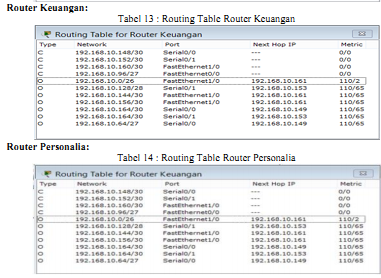 Router Keuangan:
Tabel 13 : Routing Table Router Keuangan
Routing Table for Router Keuangan
Type Network Port Next Hop IP Metric
C 192.168.10.148/30 Serial0/0 --- 0/0
C 192.168.10.152/30 Serial0/1 --- 0/0
C 192.168.10.160/30 FastEthernet1/0 --- 0/0
C 192.168.10.96/27 FastEthernet0/0 --- 0/0
O 192.168.10.0/26 FastEthernet1/0 192.168.10.161 110/2
O 192.168.10.128/28 Serial0/1 192.168.10.153 110/65
O 192.168.10.144/30 FastEthernet1/0 192.168.10.161 110/65
O 192.168.10.156/30 FastEthernet1/0 192.168.10.161 110/65
O 192.168.10.160/30 Serial0/0 192.168.10.149 110/65
O 192.168.10.164/30 Serial0/1 192.168.10.153 110/65
O 192.168.10.64/27 Serial0/0 192.168.10.149 110/65
Router Personalia:
Tabel 14 : Routing Table Router Personalia
Routing Table for Router Keuangan
Type Network Port Next Hop IP Metric
C 192.168.10.148/30 Serial0/0 --- 0/0
C 192.168.10.152/30 Serial0/1 --- 0/0
C 192.168.10.160/30 FastEthernet1/0 --- 0/0
C 192.168.10.96/27 FastEthernet0/0 --- 0/0
O 192.168.10.0/26 FastEthernet1/0 192.168.10.161 110/2
O 192.168.10.128/28 Serial0/1 192.168.10.153 110/65
O 192.168.10.144/30 FastEthernet1/0 192.168.10.161 110/65
O 192.168.10.156/30 FastEthernet1/0 192.168.10.161 110/65
O 192.168.10.160/30 Serial0/0 192.168.10.149 110/65
O 192.168.10.164/30 Serial0/1 192.168.10.153 110/65
O 192.168.10.64/27 Serial0/0 192.168.10.149 110/65